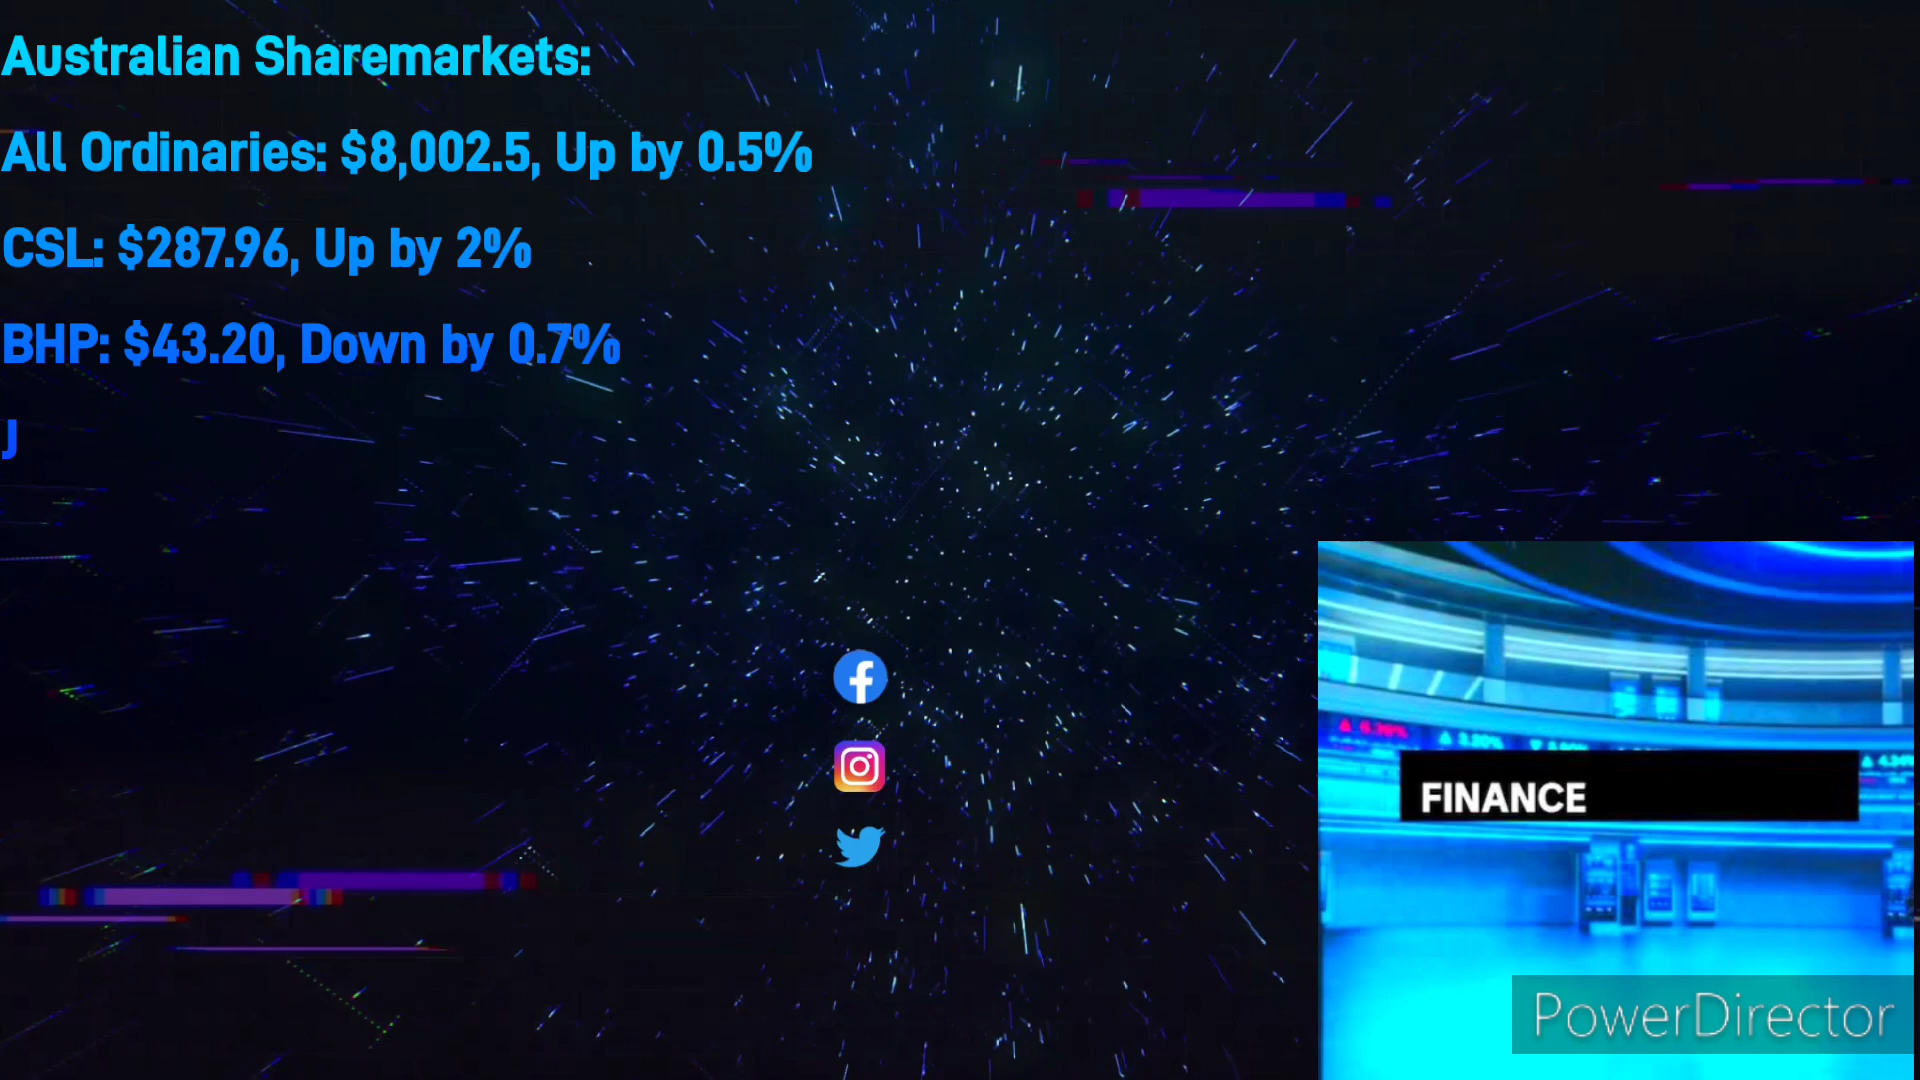 Australian Sharemarkets:
All Ordinaries: $8,002.5, Up by 0.5%
CSL: $287.96, Up by 2%
BHP: $43.20, Down by 0.7%
J
FINANCE
PowerDirector